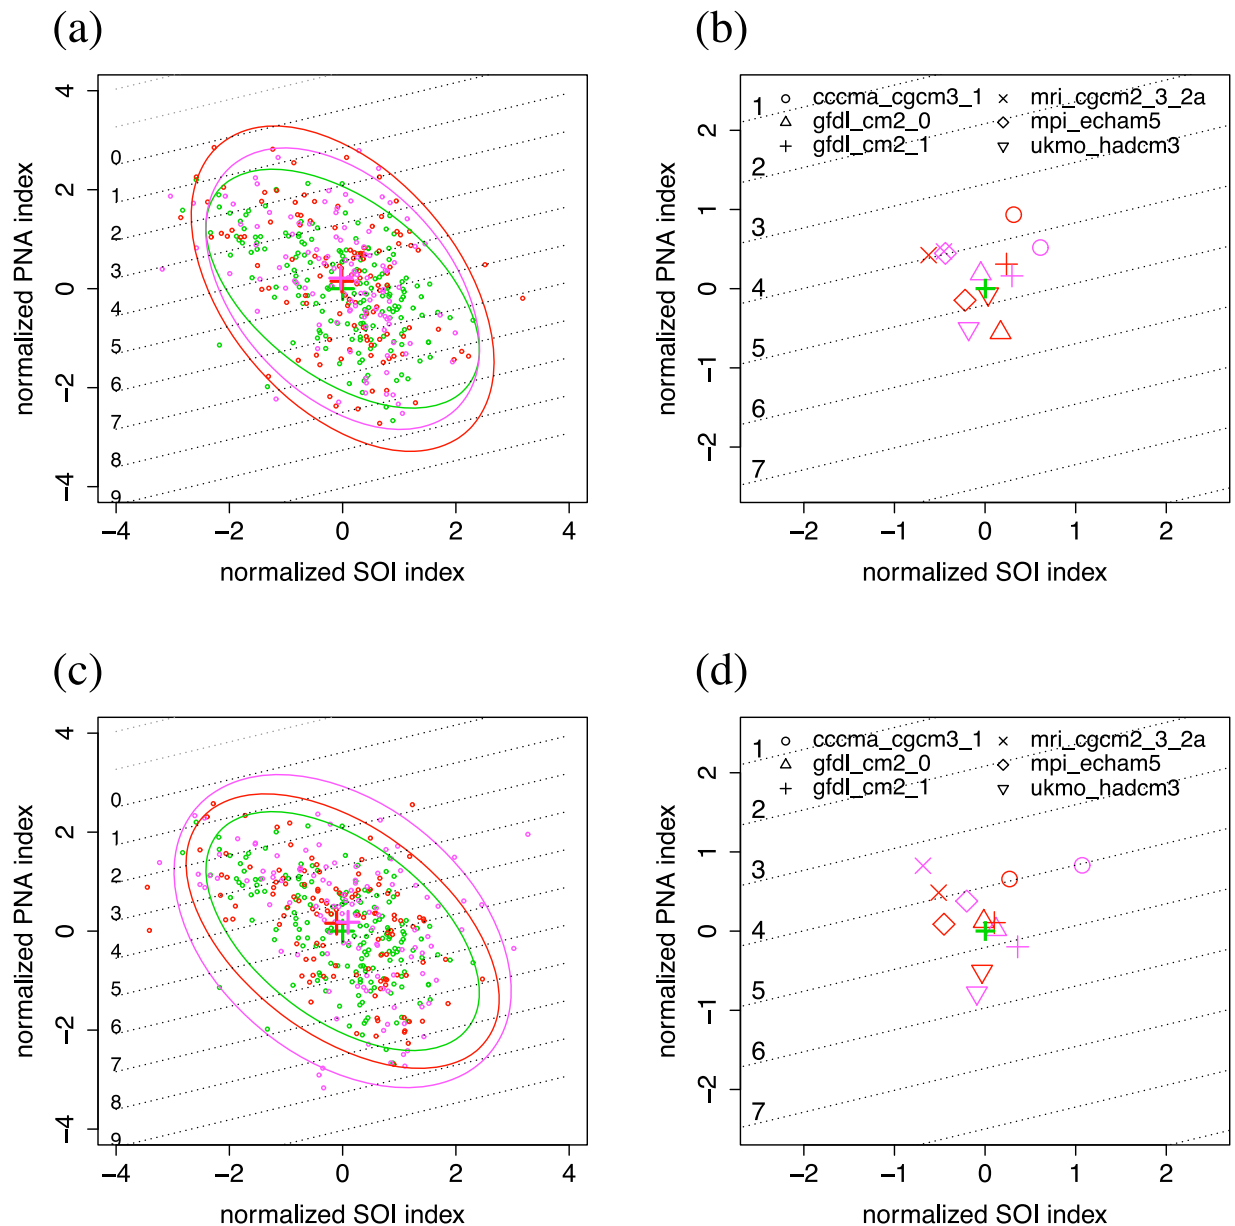 (a)
4
2
0
−2
−4
0
1
2
3
4
5
6
7
8
9
−4 −2 0 2 4
normalized SOI index
normalized PNA index
(b)
2
1
0
−1
−2
1
2
3
4
5
6
7
cccma_cgcm3_1 mri_cgcm2_3_2a
gfdl_cm2_0 mpi_echam5
gfdl_cm2_1 ukmo_hadcm3
−2 −1 0 1 2
normalized SOI index
normalized PNA index
(c)
4
2
0
−2
−4
0
1
2
3
4
5
6
7
8
9
−4 −2 0 2 4
normalized SOI index
normalized PNA index
(d)
2
1
0
−1
−2
1
2
3
4
5
6
7
cccma_cgcm3_1 mri_cgcm2_3_2a
gfdl_cm2_0 mpi_echam5
gfdl_cm2_1 ukmo_hadcm3
−2 −1 0 1 2
normalized SOI index
normalized PNA index